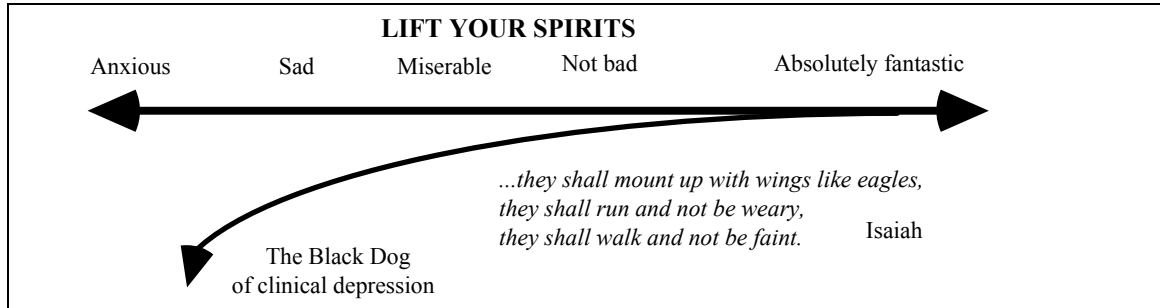 LIFT YOUR SPIRITS
Anxious Sad Miserable Not bad Absolutely fantastic
...they shall mount up with wings like eagles,
they shall run and not be weary,
they shall walk and not be faint. Isaiah
The Black Dog
of clinical depression